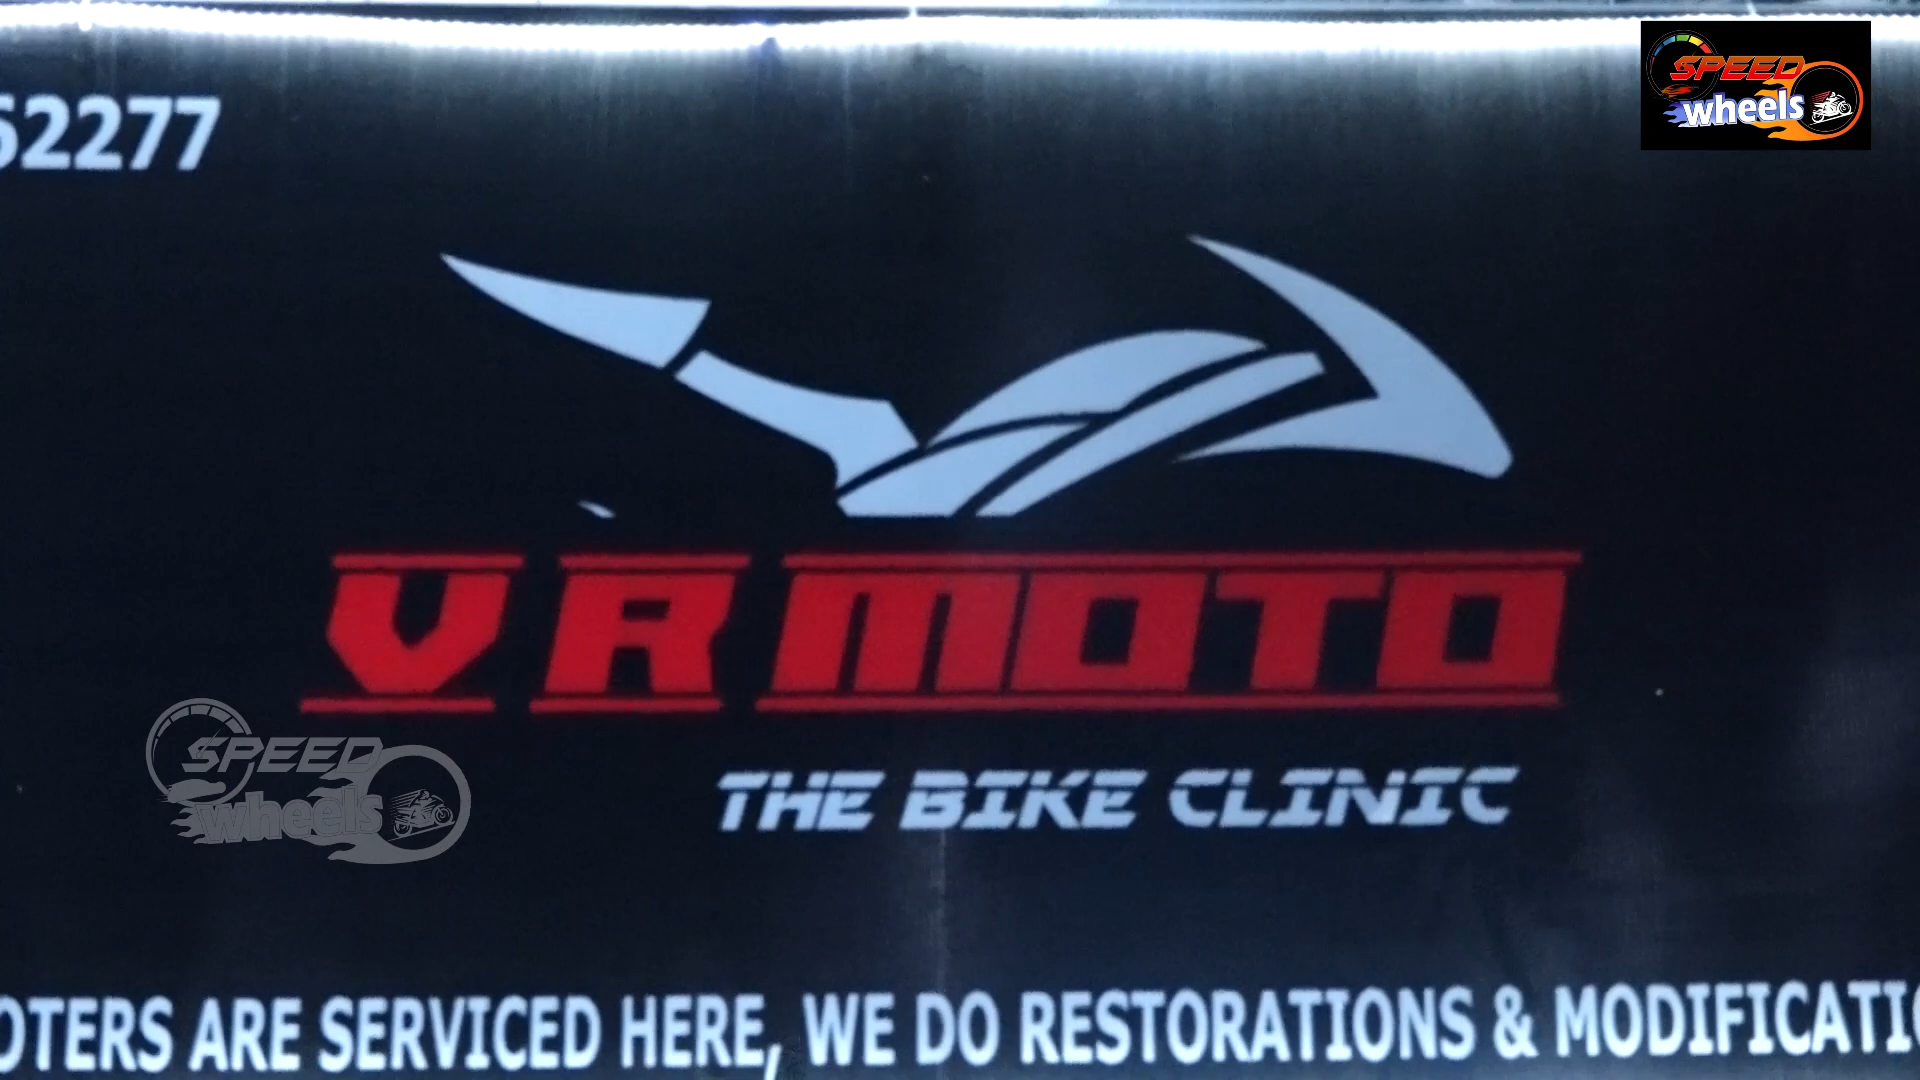 SPEED
wheels
52277
VR MOTO
SPEED
wheels
THE BIKE CLINIC
OTERS ARE SERVICED HERE, WE DO RESTORATIONS & MODIFICATI